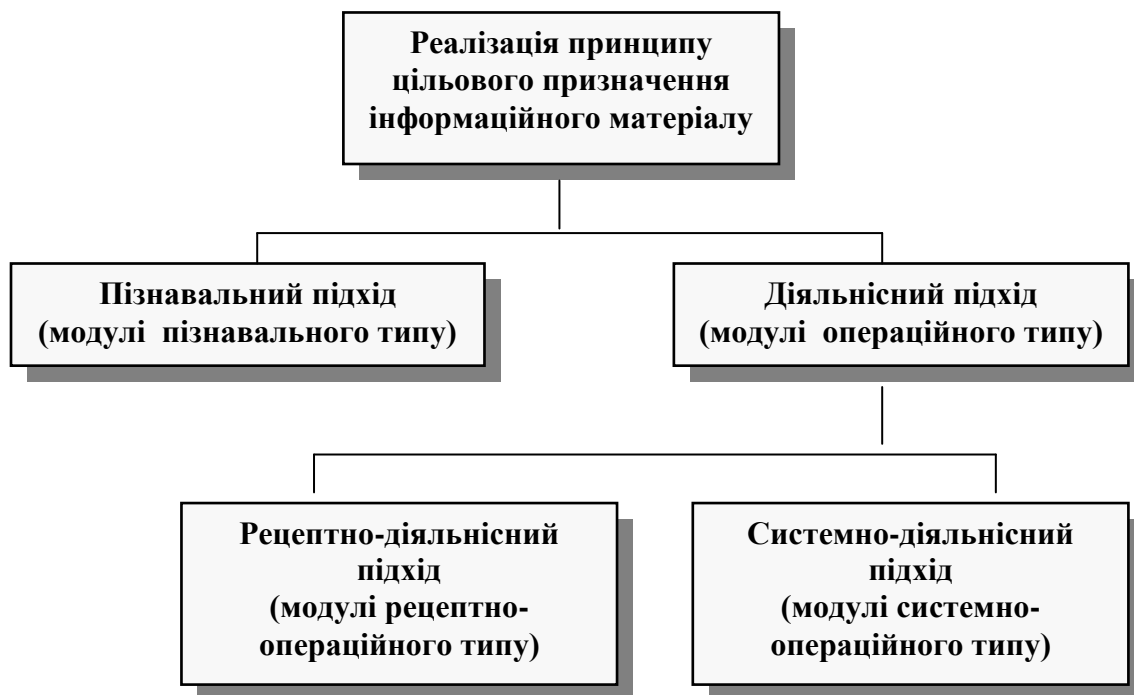 Реалізація принципу
цільового призначення
інформаційного матеріалу
Пізнавальний підхід
(модулі пізнавального типу)
Діяльнісний підхід
(модулі операційного типу)
Рецептно-діяльнісний
підхід
(модулі рецептно-
операційного типу)
Системно-діяльнісний
підхід
(модулі системно-
операційного типу)